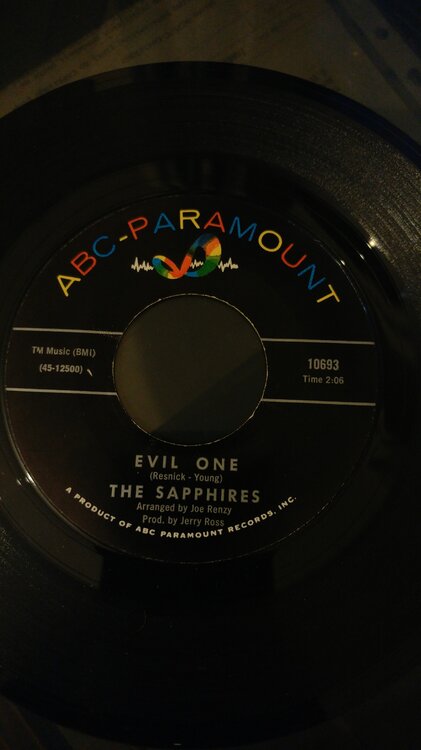 ABC-PARAMOUNT
TM Music (BMI)
(45-12500)
10693
Time 2:06
EVIL ONE
(Resnick - Young)
THE SAPPHIRES
Arranged by Joe Renzy
Prod. by Jerry Ross
A PRODUCT OF ABC PARAMOUNT RECORDS, INC.